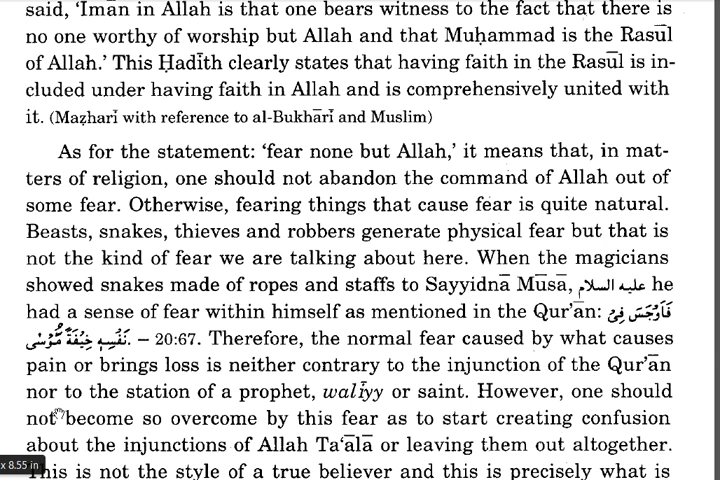 said, ‘Imān in Allah is that one bears witness to the fact that there is
no one worthy of worship but Allah and that Muḥammad is the Rasūl
of Allah.’ This Ḥadīth clearly states that having faith in the Rasūl is in-
cluded under having faith in Allah and is comprehensively united with
it. (Maẓharī with reference to al-Bukhārī and Muslim)
As for the statement: ‘fear none but Allah,’ it means that, in mat-
ters of religion, one should not abandon the command of Allah out of
some fear. Otherwise, fearing things that cause fear is quite natural.
Beasts, snakes, thieves and robbers generate physical fear but that is
not the kind of fear we are talking about here. When the magicians
showed snakes made of ropes and staffs to Sayyidnā Mūsā, عليه السلام he
had a sense of fear within himself as mentioned in the Qur’ān: فَاَوْجَسَ فِیْ
نَفْسِهٖ خِیْفَةً مُّوْسٰی. – 20:67. Therefore, the normal fear caused by what causes
pain or brings loss is neither contrary to the injunction of the Qur’ān
nor to the station of a prophet, walīyy or saint. However, one should
not become so overcome by this fear as to start creating confusion
about the injunctions of Allah Ta‘ālā or leaving them out altogether.
x 8.55 in
This is not the style of a true believer and this is precisely what is